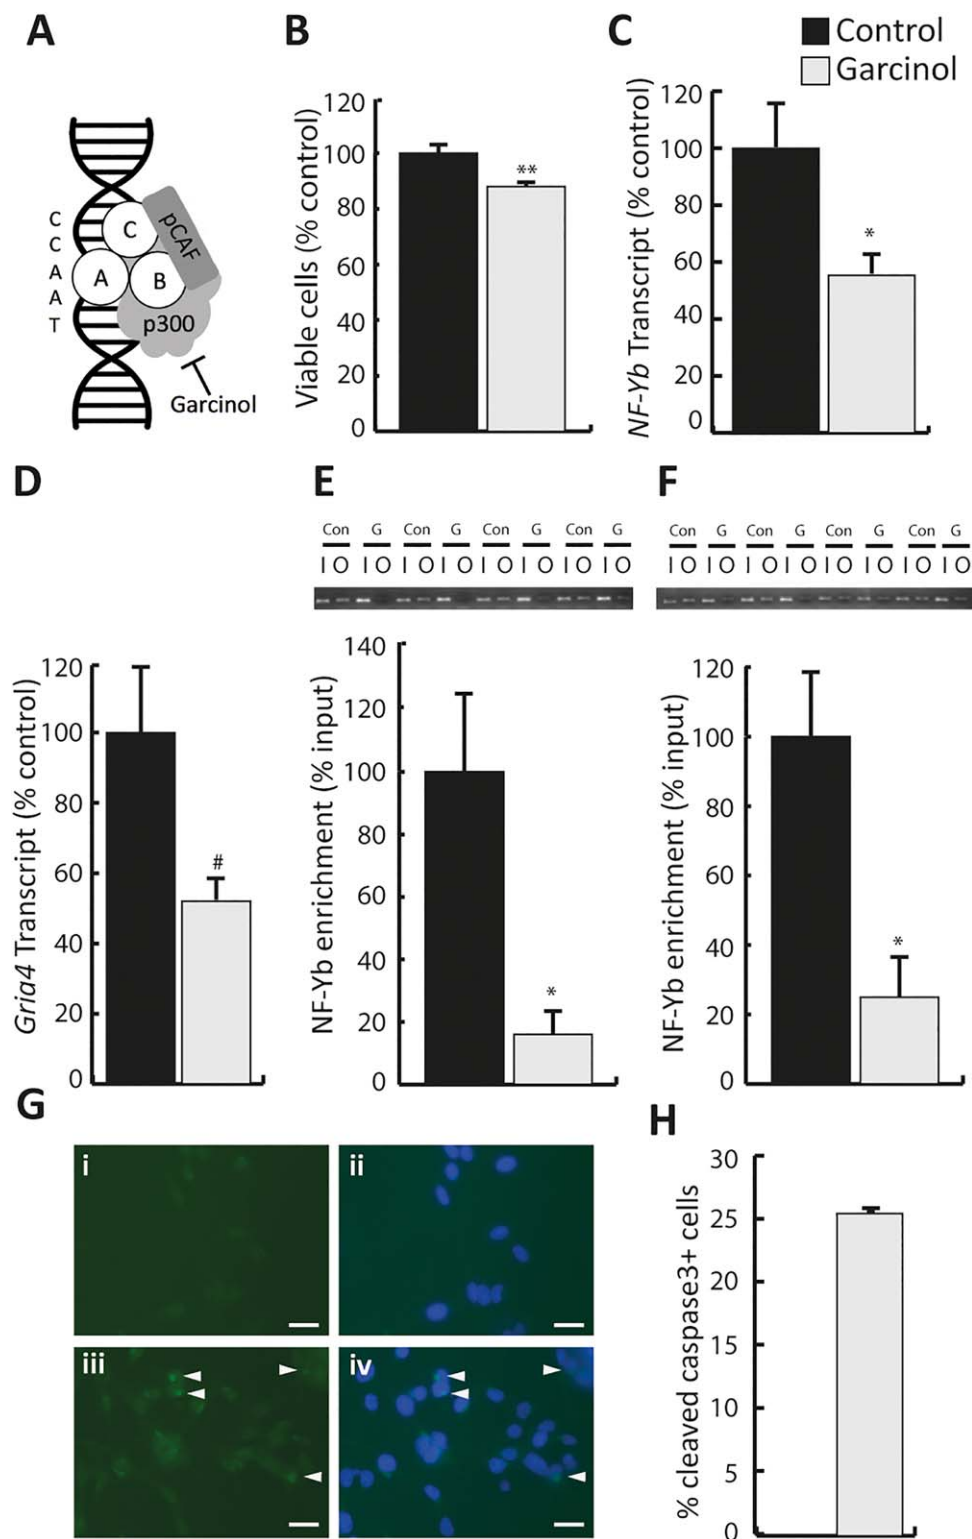 A
C
C
A
A
T
C
A
B
pCAF
p300
Garcinol
B
Viable cells (% control)
120
100
80
60
40
20
0
**
C
Control
Garcinol
NF-Yb Transcript (% control)
120
100
80
60
40
20
0
*
D
Gria4 Transcript (% control)
120
100
80
60
40
20
0
#
E
Con G Con G Con G Con G
I O I O I O I O I O I O I O I O
NF-Yb enrichment (% input)
140
120
100
80
60
40
20
0
*
F
Con G Con G Con G Con G
I O I O I O I O I O I O I O I O
NF-Yb enrichment (% input)
120
100
80
60
40
20
0
*
G
i
ii
iii
iv
H
% cleaved caspase3+ cells
30
25
20
15
10
5
0